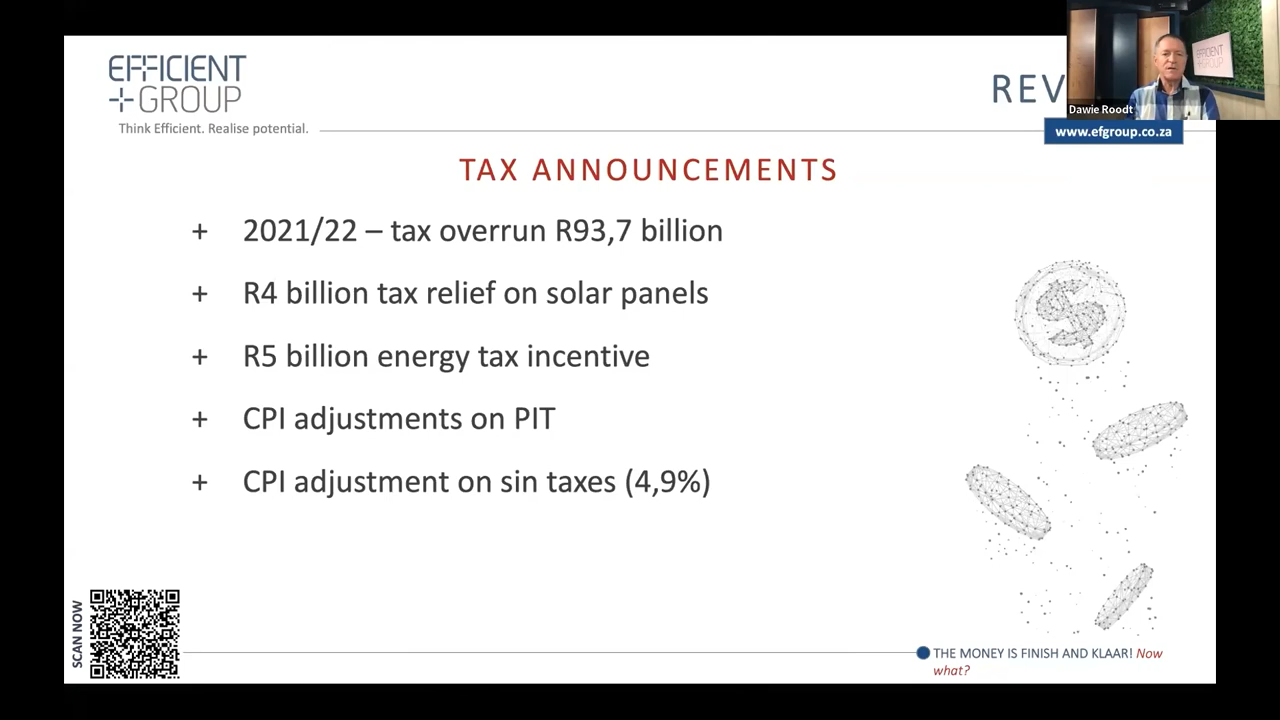 EFFICIENT
GROUP
Think Efficient. Realise potential.
REV
Dawie Roodt
EFFICIENT
GROUP
www.efgroup.co.za
TAX ANNOUNCEMENTS
+ 2021/22 – tax overrun R93,7 billion
+ R4 billion tax relief on solar panels
+ R5 billion energy tax incentive
+ CPI adjustments on PIT
+ CPI adjustment on sin taxes (4,9%)
SCAN NOW
THE MONEY IS FINISH AND KLAAR! Now
what?